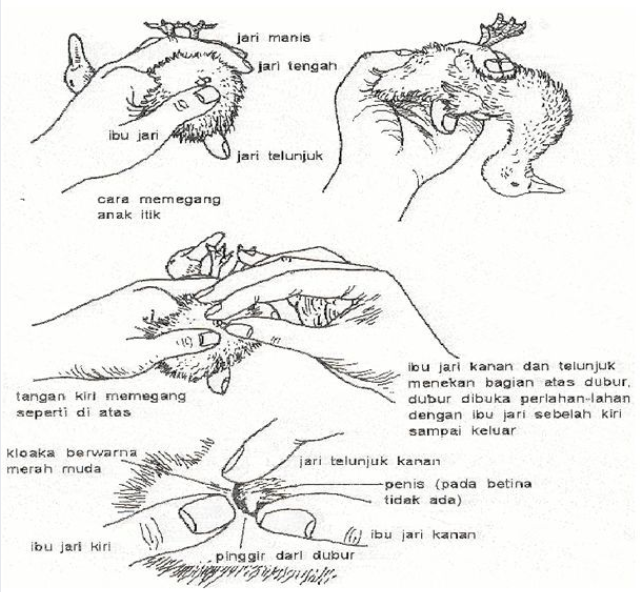 jari manis
jari tengah
ibu jari
jari telunjuk
cara memegang
anak itik
tangan kiri memegang
seperti di atas
ibu jari kanan dan telunjuk
menekan bagian atas dubur,
dubur dibuka perlahan-lahan
dengan ibu jari sebelah kiri
sampai keluar
kloaka berwarna
merah muda
jari telunjuk kanan
penis (pada betina
tidak ada)
ibu jari kanan
ibu jari kiri
pinggir dari dubur